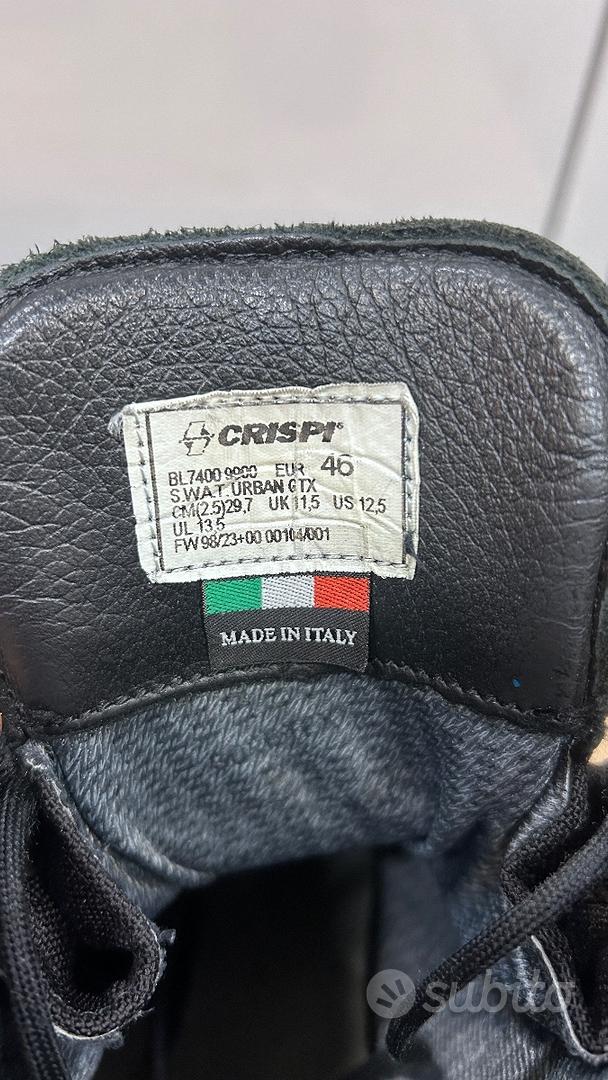 CRISPI®
BL7400 9900 EUR 46
S.W.A.T. URBAN GTX
CM(2.5)29,7 UK 11,5 US 12,5
UL 13.5
FW 98/23+00 00104/001
MADE IN ITALY
subito